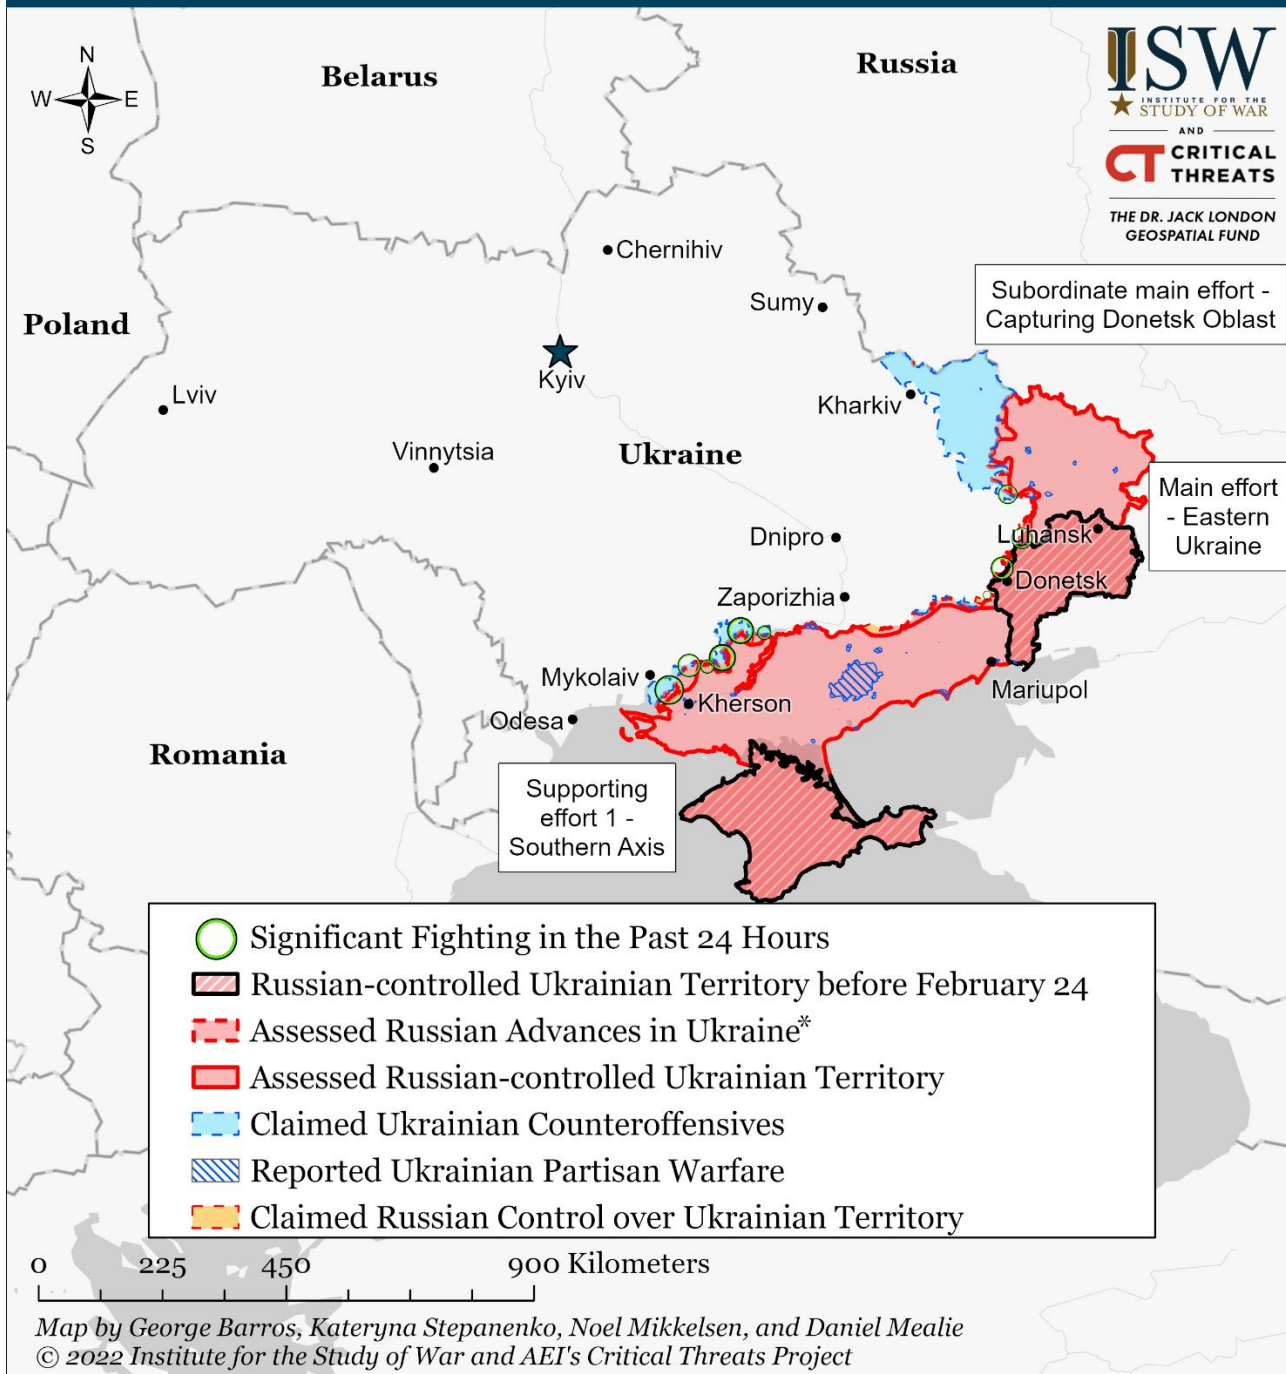 N
W E
S
Belarus
Russia
ISW
INSTITUTE FOR THE
STUDY OF WAR
AND
CT CRITICAL
THREATS
THE DR. JACK LONDON
GEOSPATIAL FUND
Chernihiv
Sumy
Subordinate main effort -
Capturing Donetsk Oblast
Poland
Kyiv
Lviv
Kharkiv
Vinnytsia
Ukraine
Main effort
- Eastern
Ukraine
Dnipro
Luhansk
Donetsk
Zaporizhia
Mykolaiv
Mariupol
Kherson
Odesa
Romania
Supporting
effort 1 -
Southern Axis
Significant Fighting in the Past 24 Hours
Russian-controlled Ukrainian Territory before February 24
Assessed Russian Advances in Ukraine*
Assessed Russian-controlled Ukrainian Territory
Claimed Ukrainian Counteroffensives
Reported Ukrainian Partisan Warfare
Claimed Russian Control over Ukrainian Territory
0 225 450 900 Kilometers
Map by George Barros, Kateryna Stepanenko, Noel Mikkelsen, and Daniel Mealie
© 2022 Institute for the Study of War and AEI's Critical Threats Project